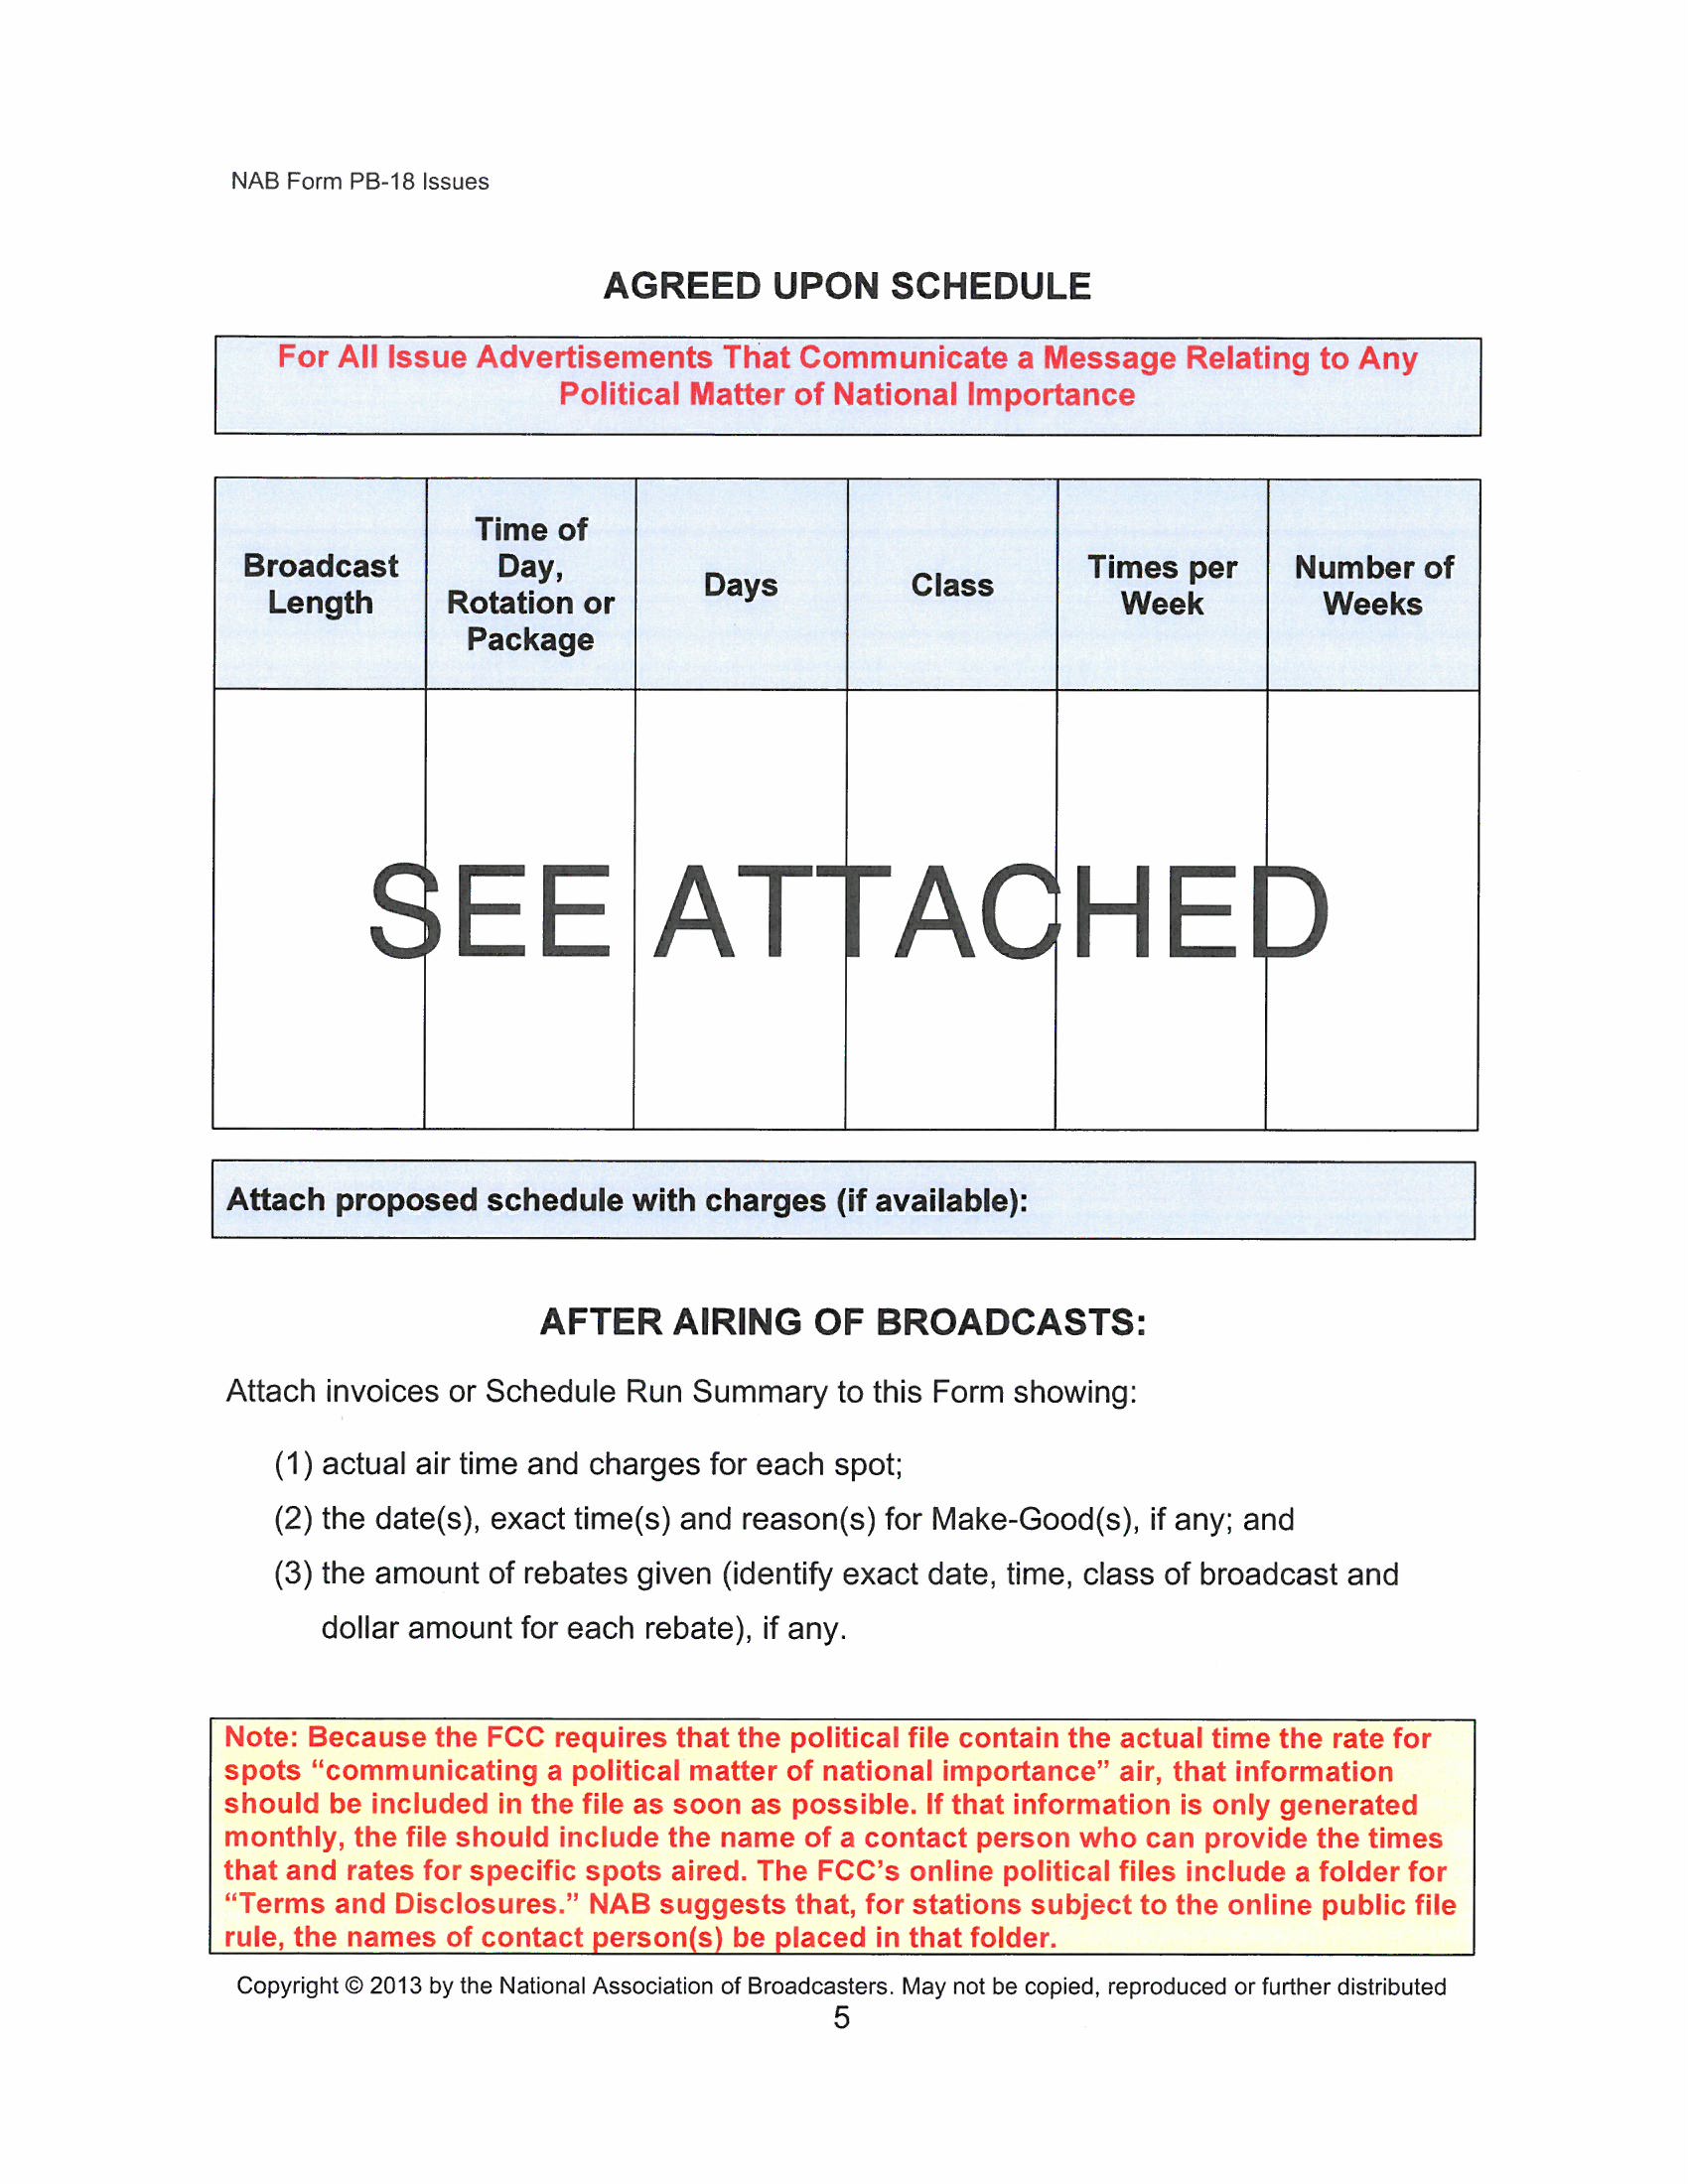 NAB Form PB-18 Issues
AGREED UPON SCHEDULE
For All Issue Advertisements That Communicate a Message Relating to Any
Political Matter of National Importance
Broadcast
Length
Time of
Day,
Rotation or
Package
Days
Class
Times per
Week
Number of
Weeks
SEE ATTACHED
Attach proposed schedule with charges (if available):
AFTER AIRING OF BROADCASTS:
Attach invoices or Schedule Run Summary to this Form showing:
(1) actual air time and charges for each spot;
(2) the date(s), exact time(s) and reason(s) for Make-Good(s), if any; and
(3) the amount of rebates given (identify exact date, time, class of broadcast and
dollar amount for each rebate), if any.
Note: Because the FCC requires that the political file contain the actual time the rate for
spots “communicating a political matter of national importance” air, that information
should be included in the file as soon as possible. If that information is only generated
monthly, the file should include the name of a contact person who can provide the times
that and rates for specific spots aired. The FCC’s online political files include a folder for
“Terms and Disclosures.” NAB suggests that, for stations subject to the online public file
rule, the names of contact person(s) be placed in that folder.
Copyright © 2013 by the National Association of Broadcasters. May not be copied, reproduced or further distributed
5